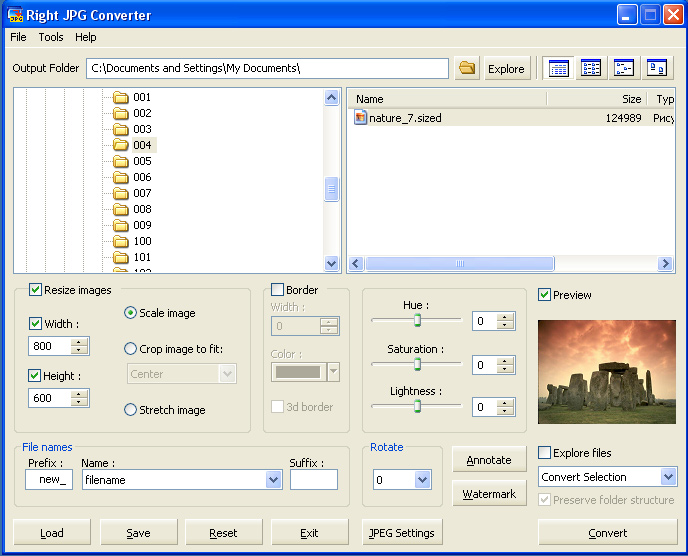 Right JPG Converter
File Tools Help
Output Folder C:\Documents and Settings\My Documents\ Explore
001
002
003
004
005
006
007
008
009
100
101
Name Size Тур
nature_7.sized 124989 Рису
Resize images
Width :
800
Height :
600
Scale image
Crop image to fit:
Center
Stretch image
Border
Width :
0
Color :
3d border
Hue :
0
Saturation :
0
Lightness :
0
Preview
File names
Prefix : Name : Suffix :
new_ filename
Rotate
0
Annotate
Watermark
Explore files
Convert Selection
Preserve folder structure
Load Save Reset Exit JPEG Settings Convert